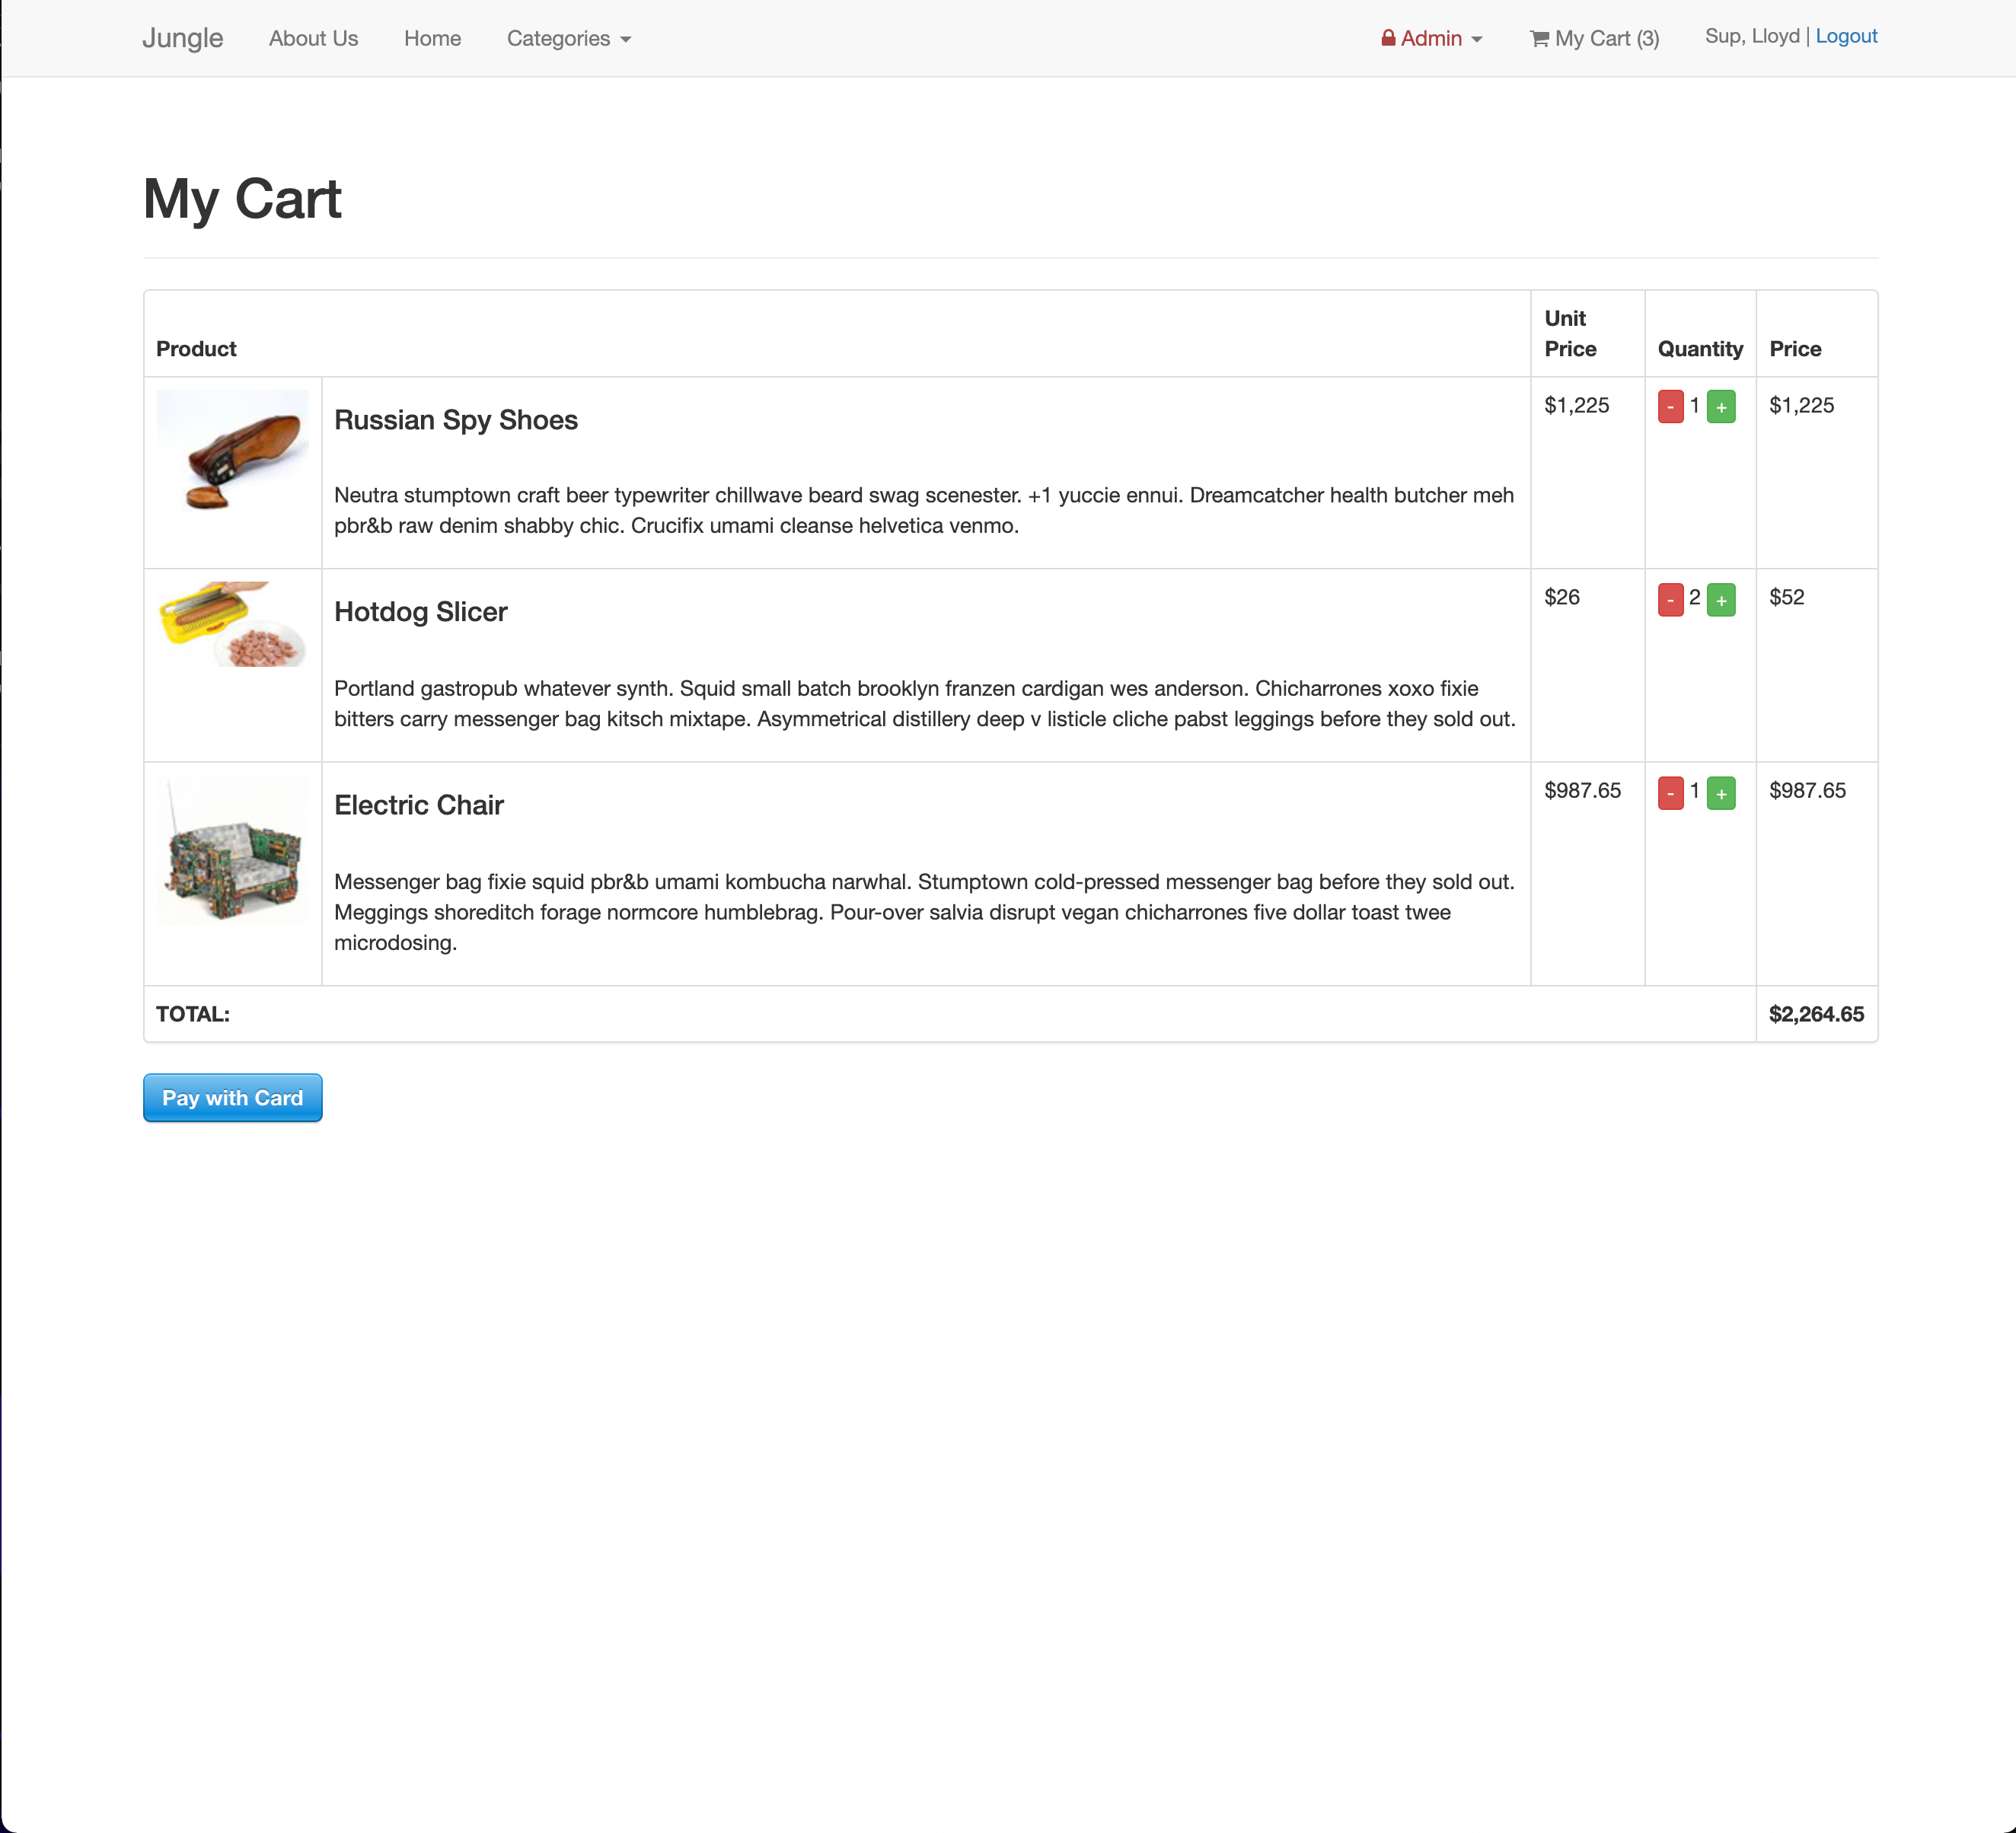 Jungle About Us Home Categories Admin My Cart (3) Sup, Lloyd | Logout
My Cart
Product Unit Price Quantity Price
Russian Spy Shoes $1,225 - 1 + $1,225
Neutra stumptown craft beer typewriter chillwave beard swag scenester. +1 yuccie ennui. Dreamcatcher health butcher meh
pbr&b raw denim shabby chic. Crucifix umami cleanse helvetica venmo.
Hotdog Slicer $26 - 2 + $52
Portland gastropub whatever synth. Squid small batch brooklyn franzen cardigan wes anderson. Chicharrones xoxo fixie
bitters carry messenger bag kitsch mixtape. Asymmetrical distillery deep v listicle cliche pabst leggings before they sold out.
Electric Chair $987.65 - 1 + $987.65
Messenger bag fixie squid pbr&b umami kombucha narwhal. Stumptown cold-pressed messenger bag before they sold out.
Meggings shoreditch forage normcore humblebrag. Pour-over salvia disrupt vegan chicharrones five dollar toast twee
microdosing.
TOTAL: $2,264.65
Pay with Card